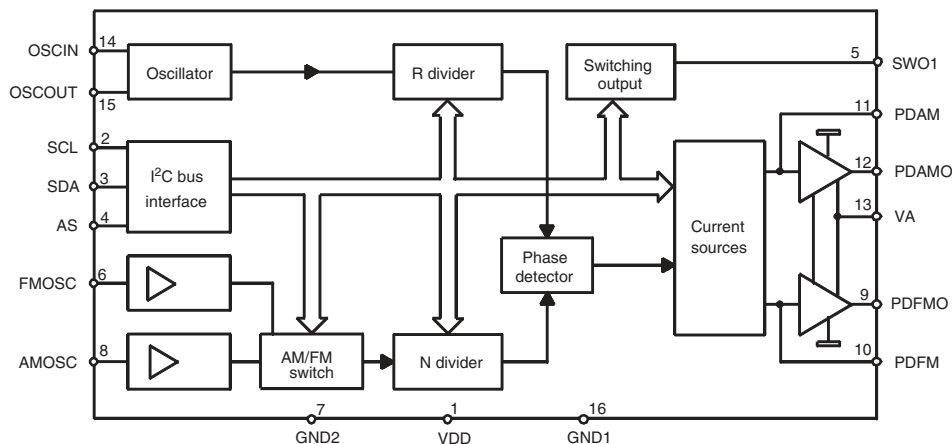 OSCIN
14
OSCOUT
15
Oscillator
R divider
Switching
output
5
SWO1
11
PDAM
SCL
2
SDA
3
AS
4
I²C bus
interface
12
PDAMO
13
VA
Current
sources
Phase
detector
FMOSC
6
AMOSC
8
AM/FM
switch
N divider
9
PDFMO
10
PDFM
7
GND2
1
VDD
16
GND1